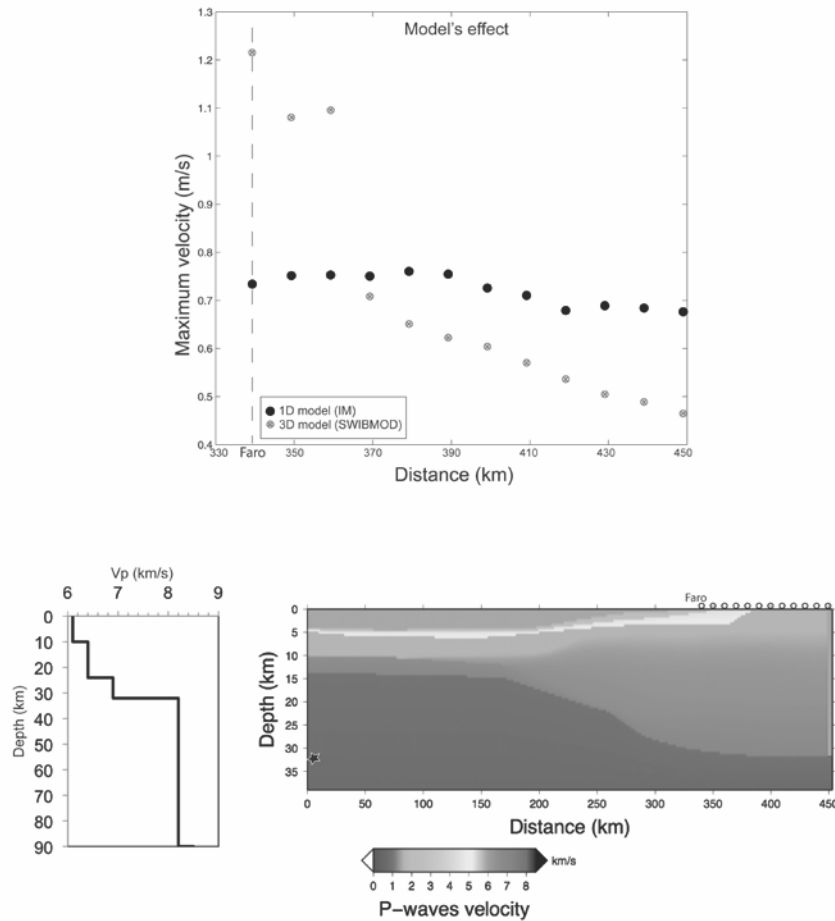 Model's effect
1.3
1.2
1.1
1
0.9
0.8
0.7
0.6
0.5
0.4
Maximum velocity (m/s)
1D model (IM)
3D model (SWIBMOD)
330 Faro 350 370 390 410 430 450
Distance (km)
Vp (km/s)
6 7 8 9
0
10
20
30
40
50
60
70
80
90
Depth (km)
Faro
0
5
10
15
20
25
30
35
Depth (km)
0 50 100 150 200 250 300 350 400 450
Distance (km)
km/s
0 1 2 3 4 5 6 7 8
P-waves velocity